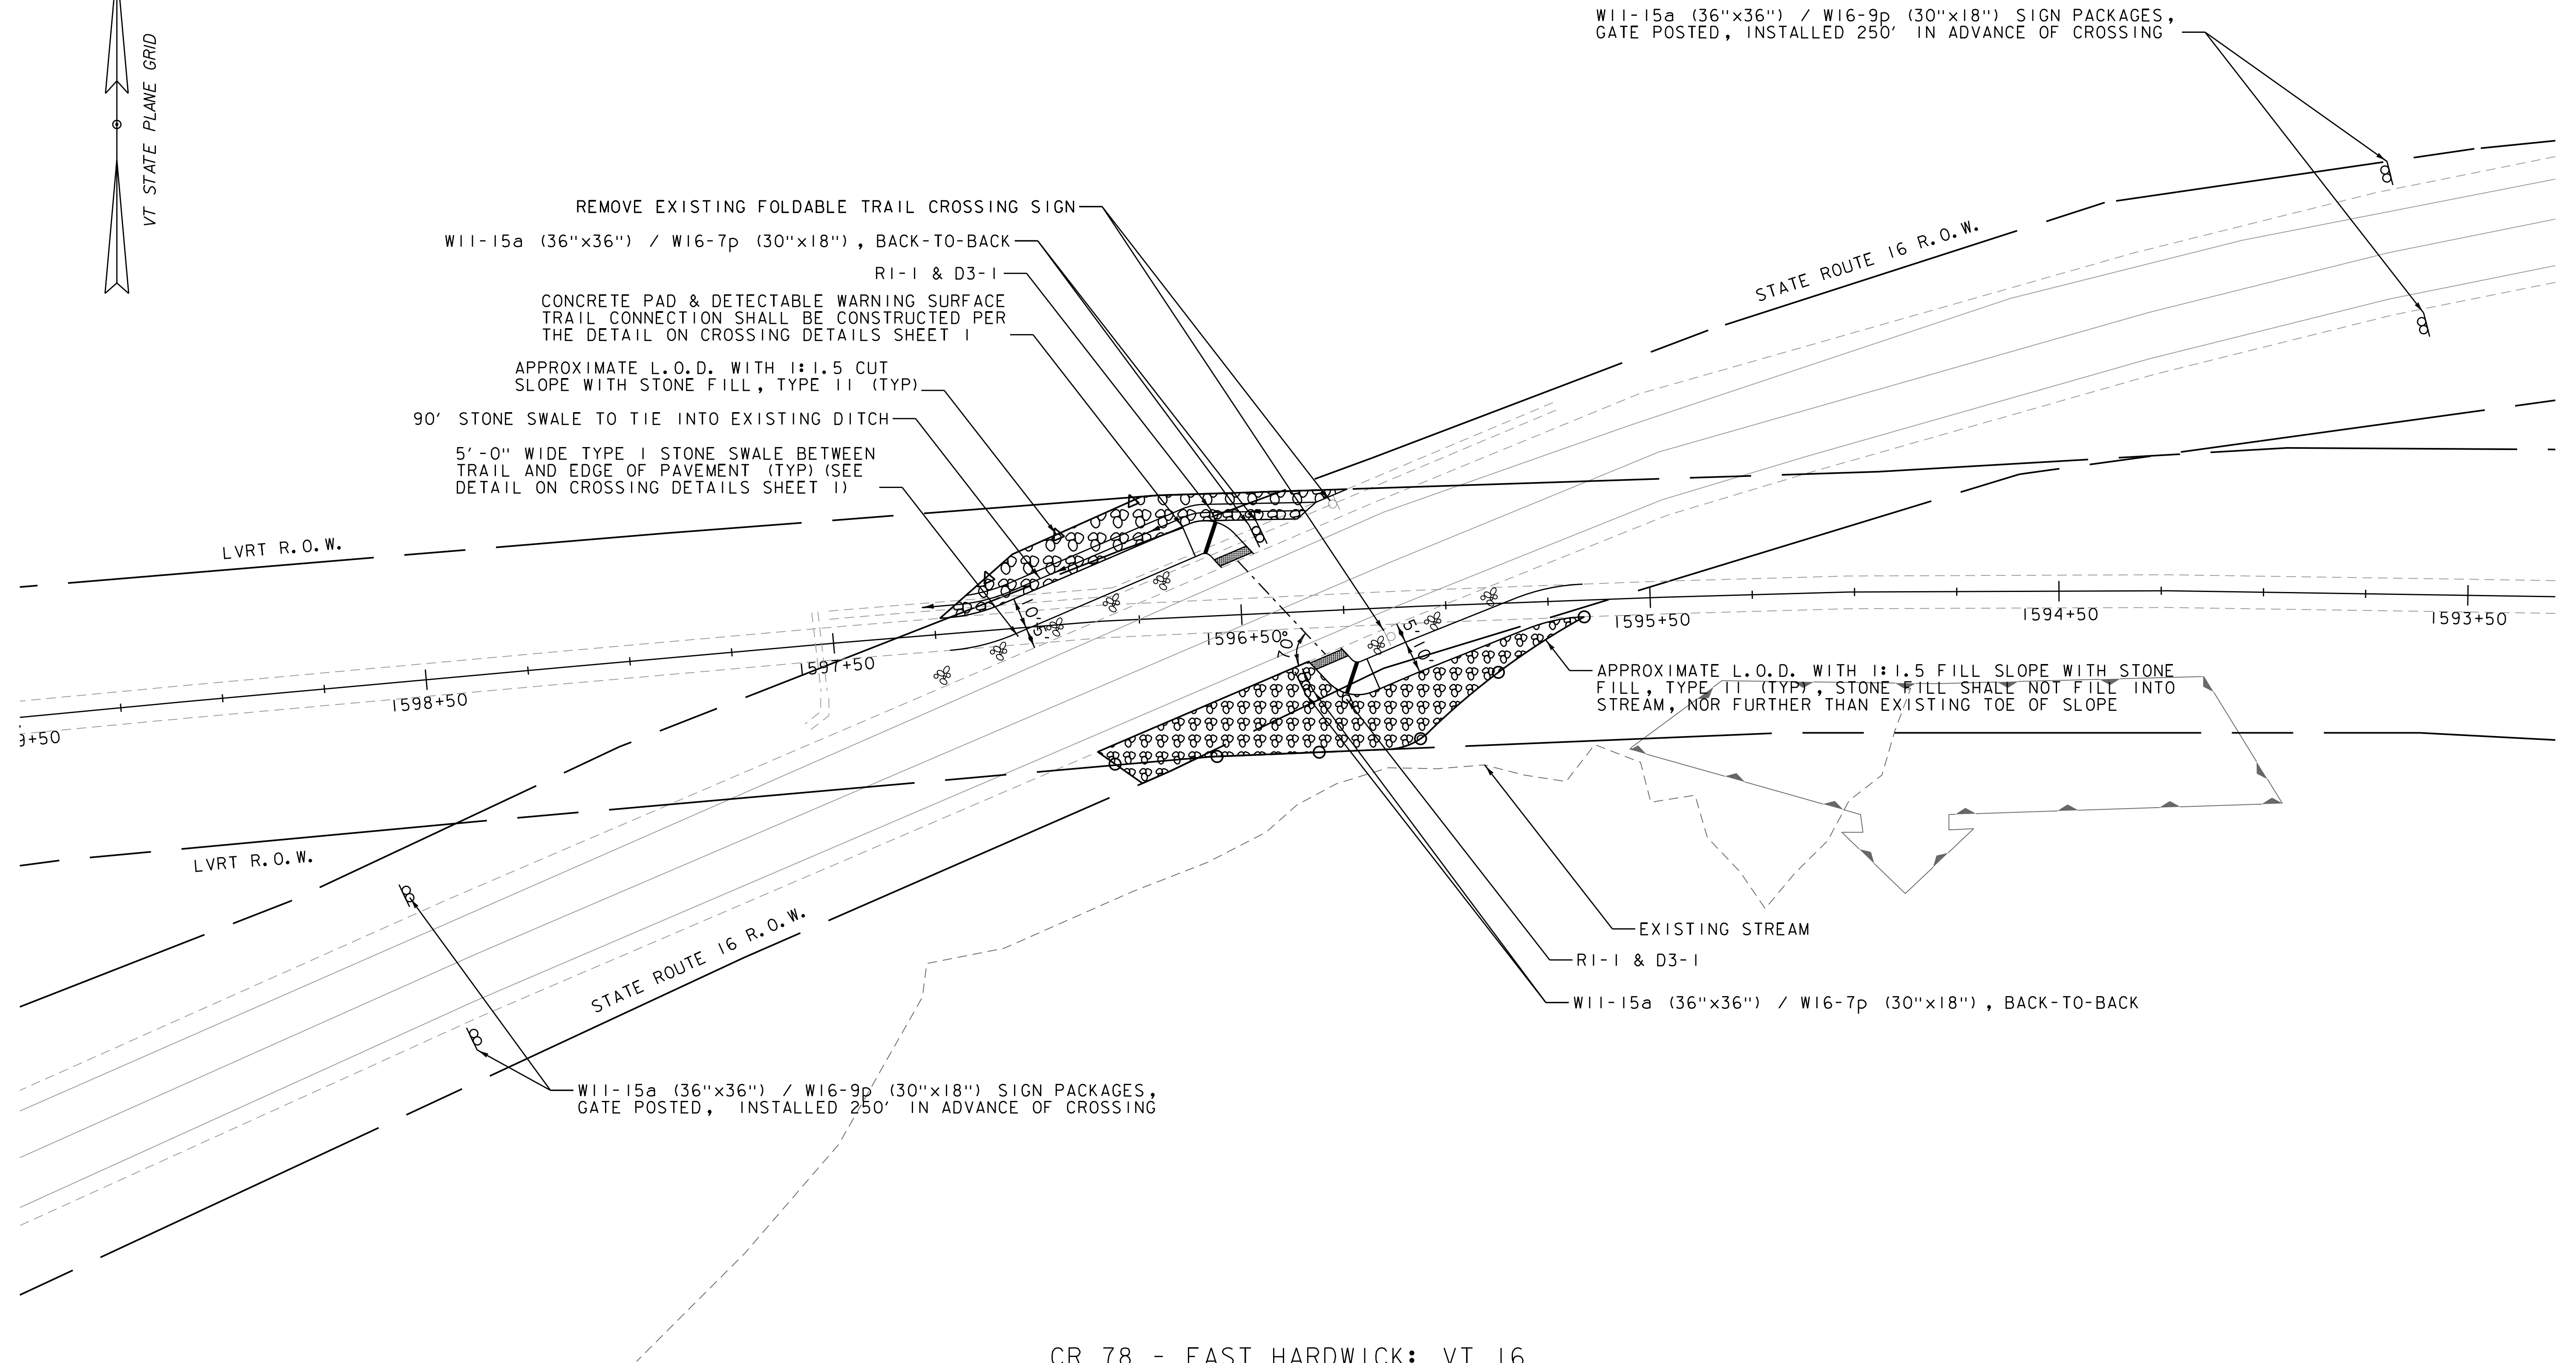 VT STATE PLANE GRID
W11-15a (36"x36") / W16-9p (30"x18") SIGN PACKAGES,
GATE POSTED, INSTALLED 250' IN ADVANCE OF CROSSING
REMOVE EXISTING FOLDABLE TRAIL CROSSING SIGN
W11-15a (36"x36") / W16-7p (30"x18"), BACK-TO-BACK
R1-1 & D3-1
CONCRETE PAD & DETECTABLE WARNING SURFACE
TRAIL CONNECTION SHALL BE CONSTRUCTED PER
THE DETAIL ON CROSSING DETAILS SHEET 1
APPROXIMATE L.O.D. WITH 1:1.5 CUT
SLOPE WITH STONE FILL, TYPE II (TYP)
90' STONE SWALE TO TIE INTO EXISTING DITCH
5'-0" WIDE TYPE I STONE SWALE BETWEEN
TRAIL AND EDGE OF PAVEMENT (TYP) (SEE
DETAIL ON CROSSING DETAILS SHEET 1)
STATE ROUTE 16 R.O.W.
LVRT R.O.W.
9+50
1598+50
1597+50
1596+50
70°
1595+50
1594+50
1593+50
APPROXIMATE L.O.D. WITH 1:1.5 FILL SLOPE WITH STONE
FILL, TYPE II (TYP), STONE FILL SHALL NOT FILL INTO
STREAM, NOR FURTHER THAN EXISTING TOE OF SLOPE
LVRT R.O.W.
STATE ROUTE 16 R.O.W.
EXISTING STREAM
R1-1 & D3-1
W11-15a (36"x36") / W16-7p (30"x18"), BACK-TO-BACK
W11-15a (36"x36") / W16-9p (30"x18") SIGN PACKAGES,
GATE POSTED, INSTALLED 250' IN ADVANCE OF CROSSING
CR 78 - EAST HARDWICK: VT 16